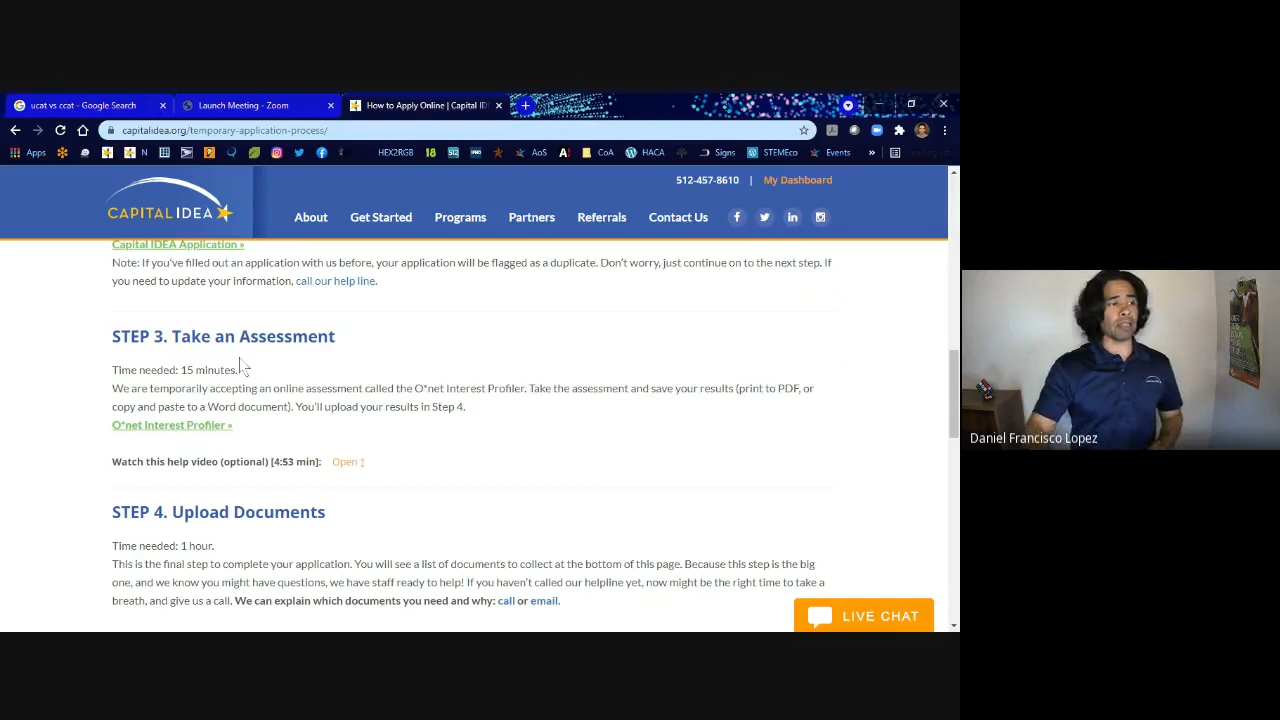 ucat vs ccat - Google Search
Launch Meeting - Zoom
How to Apply Online | Capital ID
capitalidea.org/temporary-application-process/
Apps
N
HEX2RGB
18
AoS
A!
CoA
HACA
Signs
STEMEco
Events
»
512-457-8610 | My Dashboard
CAPITAL IDEA
About
Get Started
Programs
Partners
Referrals
Contact Us
Capital IDEA Application »
Note: If you've filled out an application with us before, your application will be flagged as a duplicate. Don't worry, just continue on to the next step. If
you need to update your information, call our help line.
STEP 3. Take an Assessment
Time needed: 15 minutes.
We are temporarily accepting an online assessment called the O*net Interest Profiler. Take the assessment and save your results (print to PDF, or
copy and paste to a Word document). You'll upload your results in Step 4.
O*net Interest Profiler »
Watch this help video (optional) [4:53 min]: Open
STEP 4. Upload Documents
Time needed: 1 hour.
This is the final step to complete your application. You will see a list of documents to collect at the bottom of this page. Because this step is the big
one, and we know you might have questions, we have staff ready to help! If you haven't called our helpline yet, now might be the right time to take a
breath, and give us a call. We can explain which documents you need and why: call or email.
LIVE CHAT
Daniel Francisco Lopez